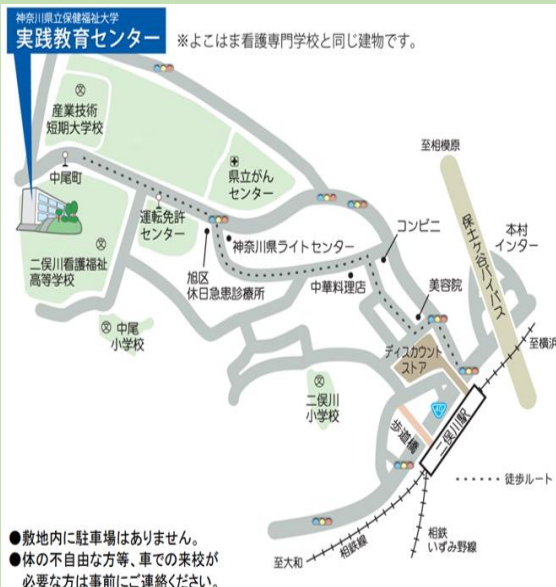 神奈川県立保健福祉大学
実践教育センター
※よこはま看護専門学校と同じ建物です。
産業技術
短期大学校
中尾町
県立がん
センター
運転免許
センター
至相模原
保土ヶ谷バイパス
本村
インター
コンビニ
神奈川県ライトセンター
旭区
休日急患診療所
中華料理店
美容院
二俣川看護福祉
高等学校
中尾
小学校
ディスカウント
ストア
至横浜
二俣川
小学校
歩道橋
二俣川駅
徒歩ルート
至大和
相鉄線
相鉄
いずみ野線
●敷地内に駐車場はありません。
●体の不自由な方等、車での来校が
必要な方は事前にご連絡ください。